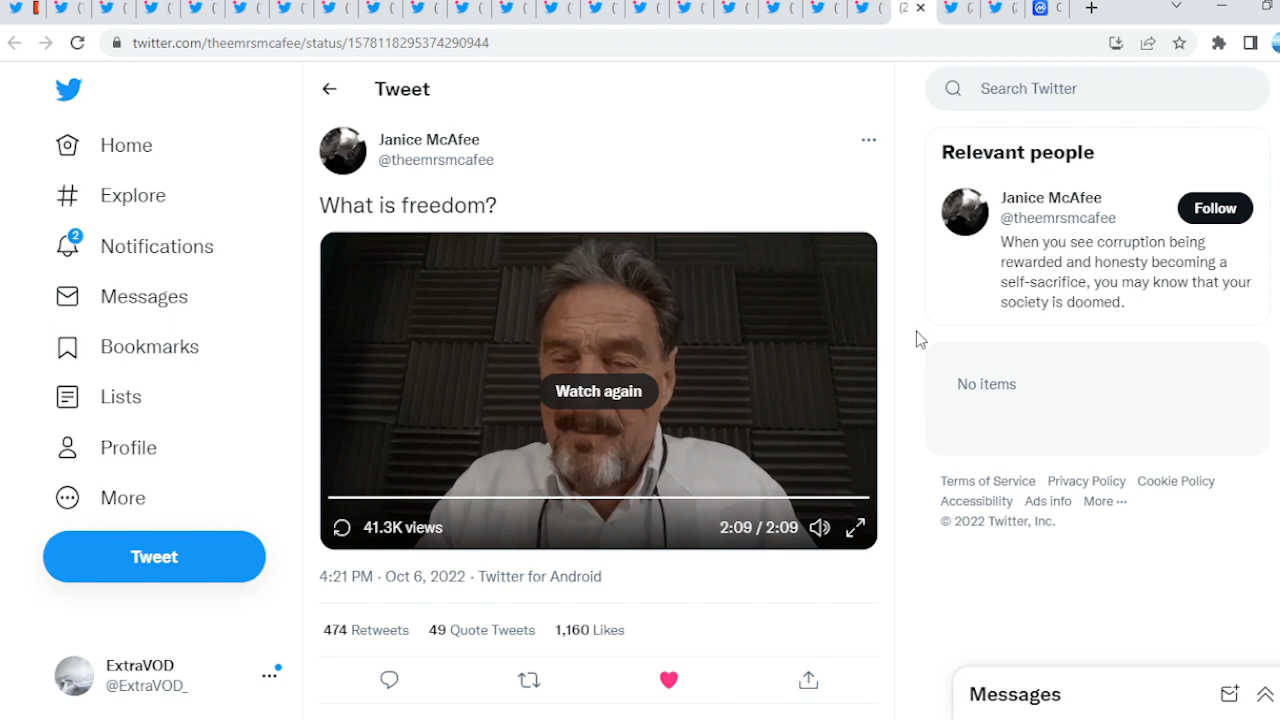 twitter.com/theemrsmcafee/status/1578118295374290944
Home
Explore
2
Notifications
Messages
Bookmarks
Lists
Profile
More
Tweet
ExtraVOD
@ExtraVOD_
Tweet
Janice McAfee
@theemrsmcafee
What is freedom?
Watch again
41.3K views
2:09 / 2:09
4:21 PM · Oct 6, 2022 · Twitter for Android
474 Retweets 49 Quote Tweets 1,160 Likes
Search Twitter
Relevant people
Janice McAfee
@theemrsmcafee
Follow
When you see corruption being
rewarded and honesty becoming a
self-sacrifice, you may know that your
society is doomed.
No items
Terms of Service Privacy Policy Cookie Policy
Accessibility Ads info More ···
© 2022 Twitter, Inc.
Messages